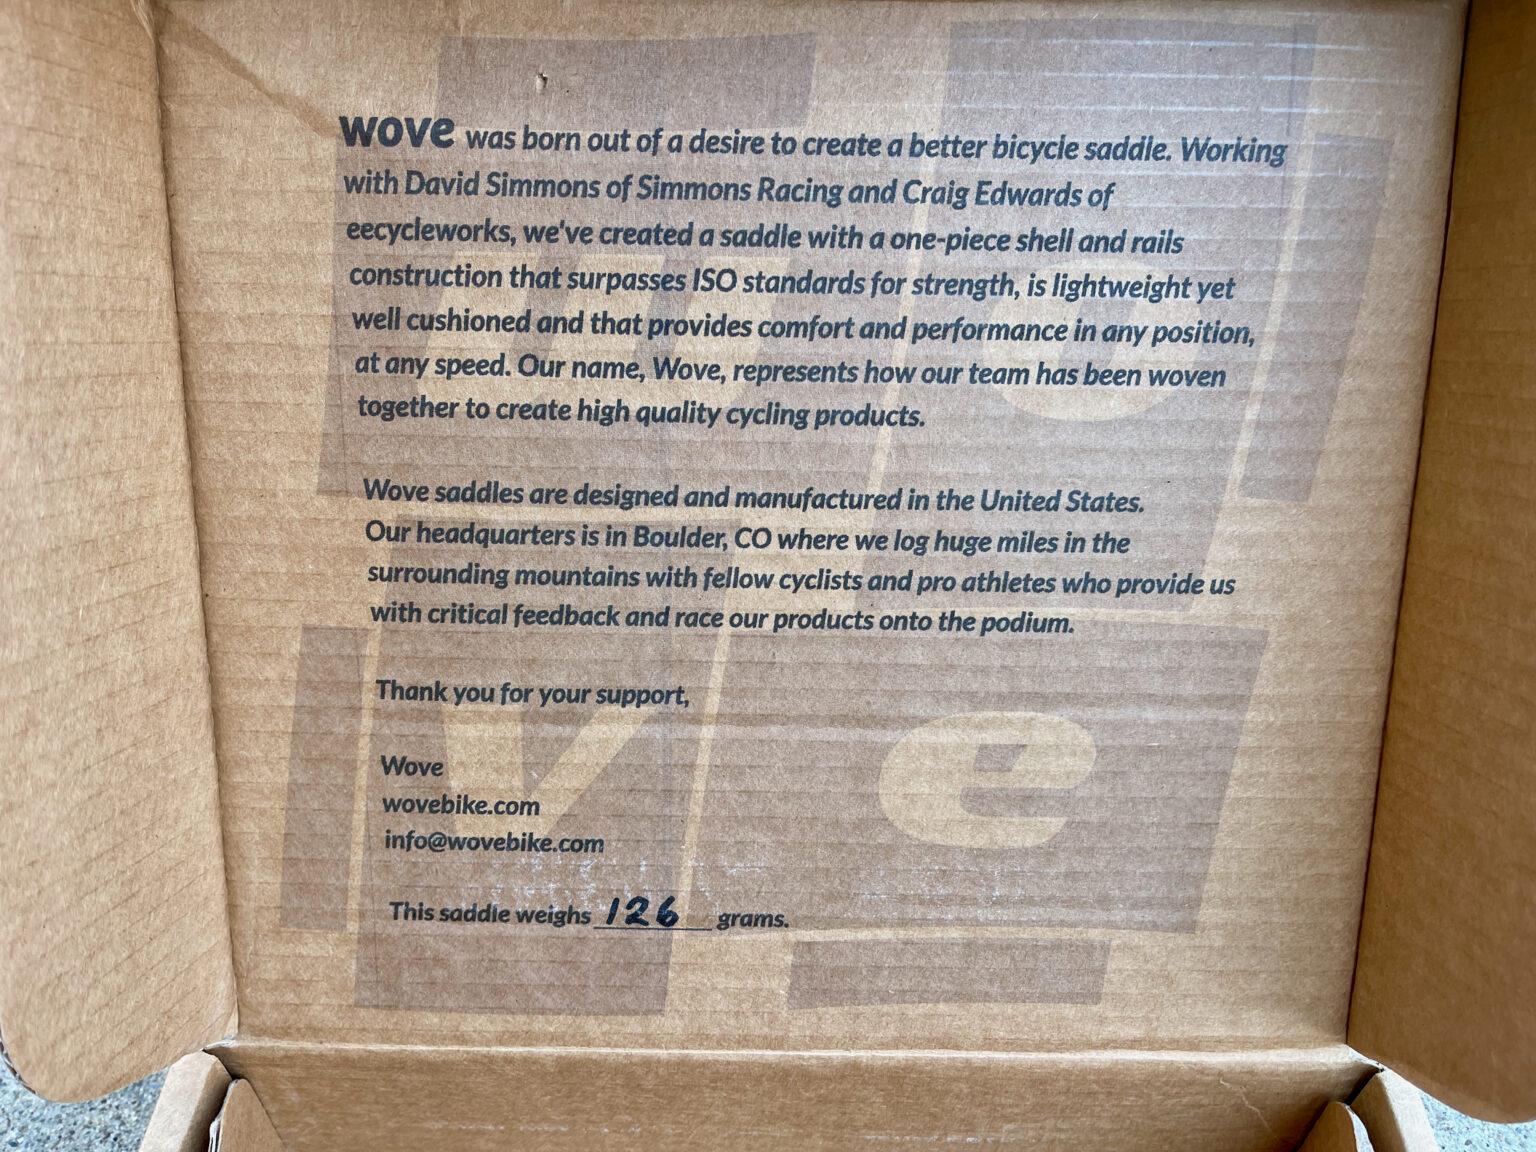 wove was born out of a desire to create a better bicycle saddle. Working
with David Simmons of Simmons Racing and Craig Edwards of
eecycleworks, we've created a saddle with a one-piece shell and rails
construction that surpasses ISO standards for strength, is lightweight yet
well cushioned and that provides comfort and performance in any position,
at any speed. Our name, Wove, represents how our team has been woven
together to create high quality cycling products.
Wove saddles are designed and manufactured in the United States.
Our headquarters is in Boulder, CO where we log huge miles in the
surrounding mountains with fellow cyclists and pro athletes who provide us
with critical feedback and race our products onto the podium.
Thank you for your support,
Wove
wovebike.com
info@wovebike.com
This saddle weighs 126 grams.
wo
ve